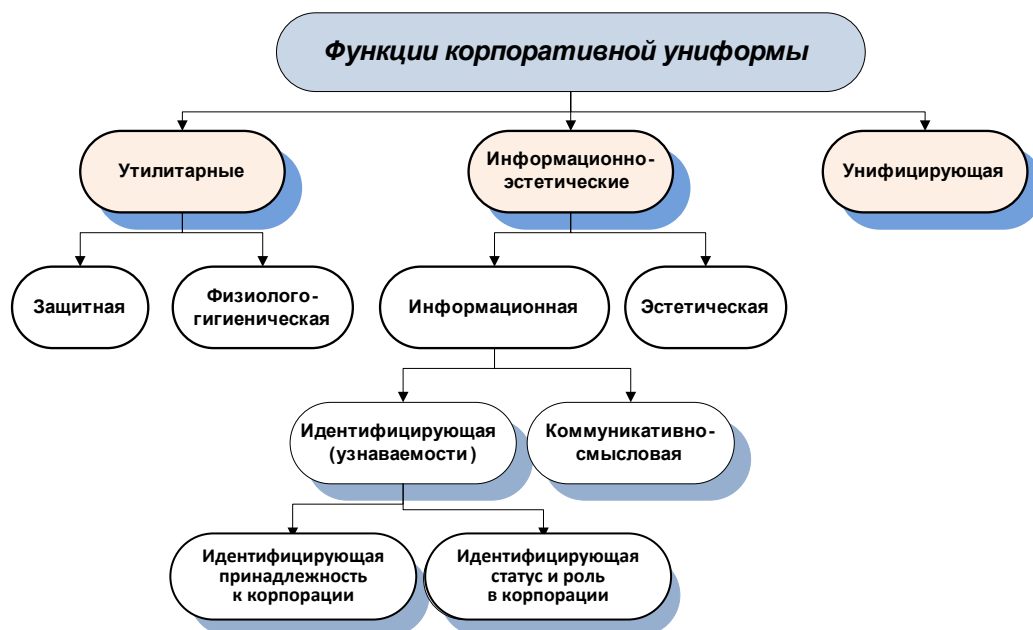 Функции корпоративной униформы
Утилитарные
Информационно-
эстетические
Унифицирующая
Защитная
Физиолого-
гигиеническая
Информационная
Эстетическая
Идентифицирующая
(узнаваемости)
Коммуникативно-
смысловая
Идентифицирующая
принадлежность
к корпорации
Идентифицирующая
статус и роль
в корпорации